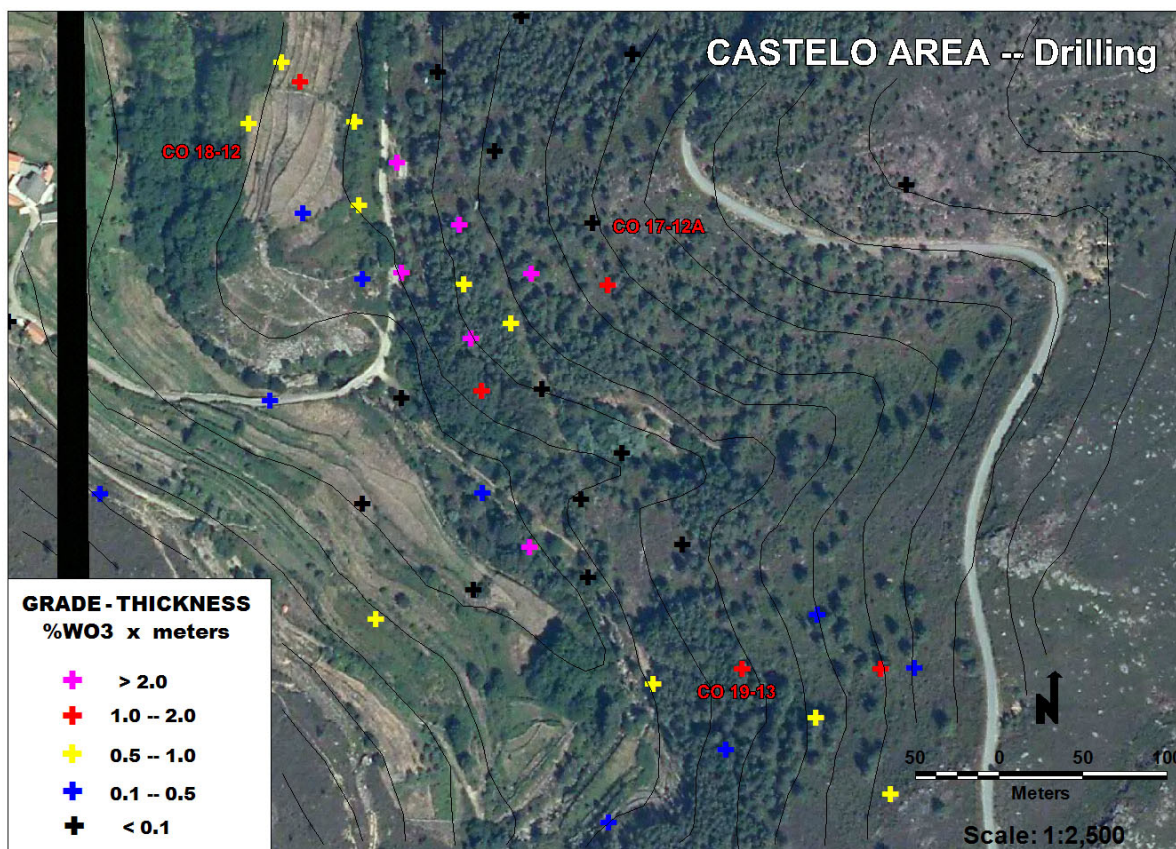 CASTELO AREA -- Drilling
CO 18-12
CO 17-12A
CO 19-13
GRADE - THICKNESS
%WO3 x meters
> 2.0
1.0 -- 2.0
0.5 -- 1.0
0.1 -- 0.5
< 0.1
N
50 0 50 100
Meters
Scale: 1:2,500